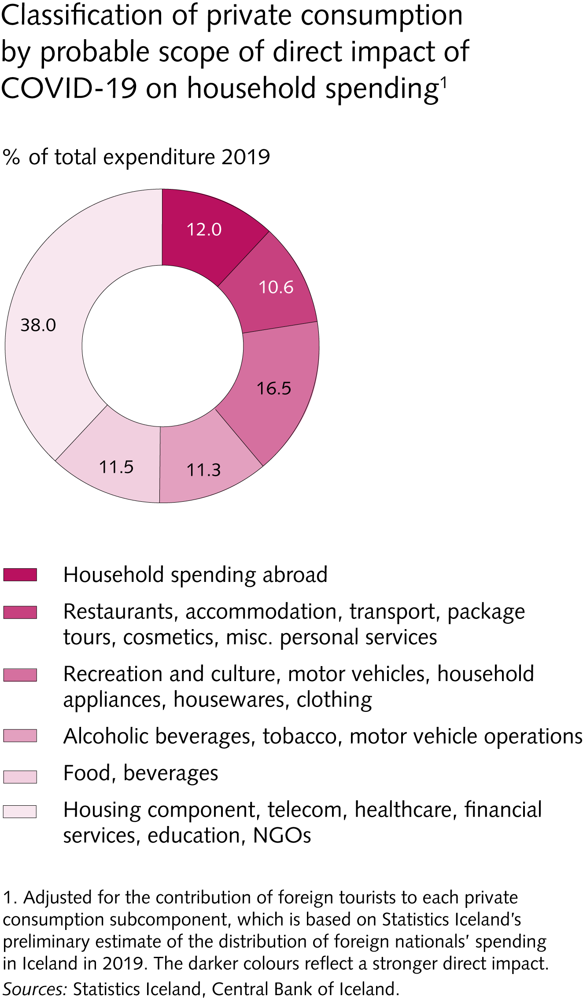 Classification of private consumption
by probable scope of direct impact of
COVID-19 on household spending¹
% of total expenditure 2019
12.0
10.6
38.0
16.5
11.5
11.3
Household spending abroad
Restaurants, accommodation, transport, package
tours, cosmetics, misc. personal services
Recreation and culture, motor vehicles, household
appliances, housewares, clothing
Alcoholic beverages, tobacco, motor vehicle operations
Food, beverages
Housing component, telecom, healthcare, financial
services, education, NGOs
1. Adjusted for the contribution of foreign tourists to each private
consumption subcomponent, which is based on Statistics Iceland’s
preliminary estimate of the distribution of foreign nationals’ spending
in Iceland in 2019. The darker colours reflect a stronger direct impact.
Sources: Statistics Iceland, Central Bank of Iceland.